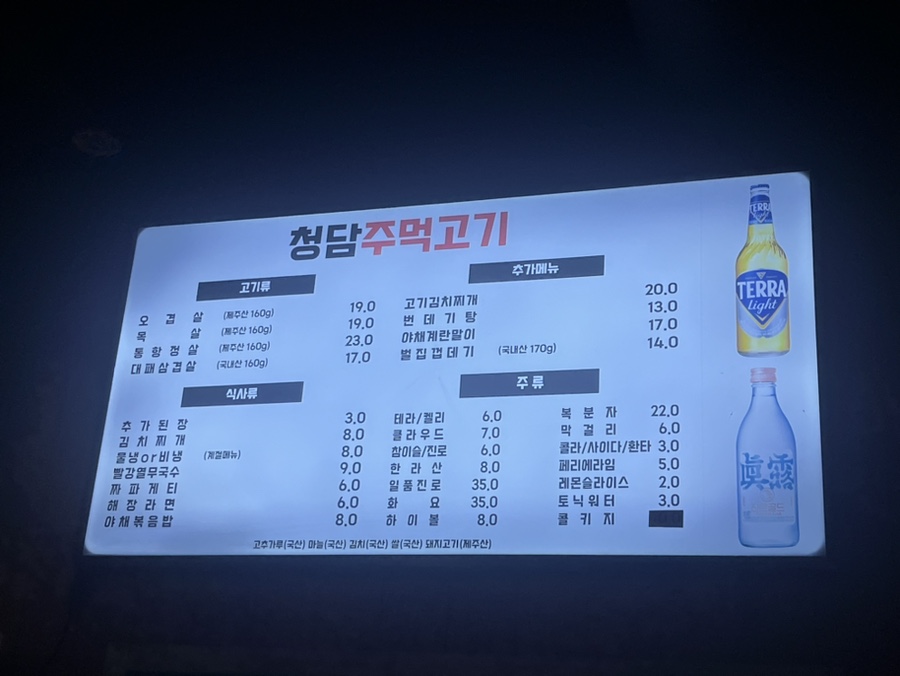 청담주먹고기
고기류
오겹살 (제주산 160g) 19.0
목살 (제주산 160g) 19.0
통항정살 (제주산 160g) 23.0
대패삼겹살 (국내산 160g) 17.0
추가메뉴
고기김치찌개 20.0
번데기탕 13.0
야채계란말이 17.0
벌집껍데기 (국내산 170g) 14.0
식사류
추가된장 3.0
김치찌개 8.0
물냉or비냉 (계절메뉴) 8.0
빨강열무국수 9.0
짜파게티 6.0
해장라면 6.0
야채볶음밥 8.0
주류
테라/켈리 6.0
클라우드 7.0
참이슬/진로 6.0
한라산 8.0
일품진로 35.0
화요 35.0
하이볼 8.0
복분자 22.0
막걸리 6.0
콜라/사이다/환타 3.0
페리에라임 5.0
레몬슬라이스 2.0
토닉워터 3.0
콜키지
고추가루(국산) 마늘(국산) 김치(국산) 쌀(국산) 돼지고기(제주산)
TERRA
TERRA
light
眞露